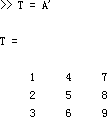 >> T = A'
T =
1 4 7
2 5 8
3 6 9